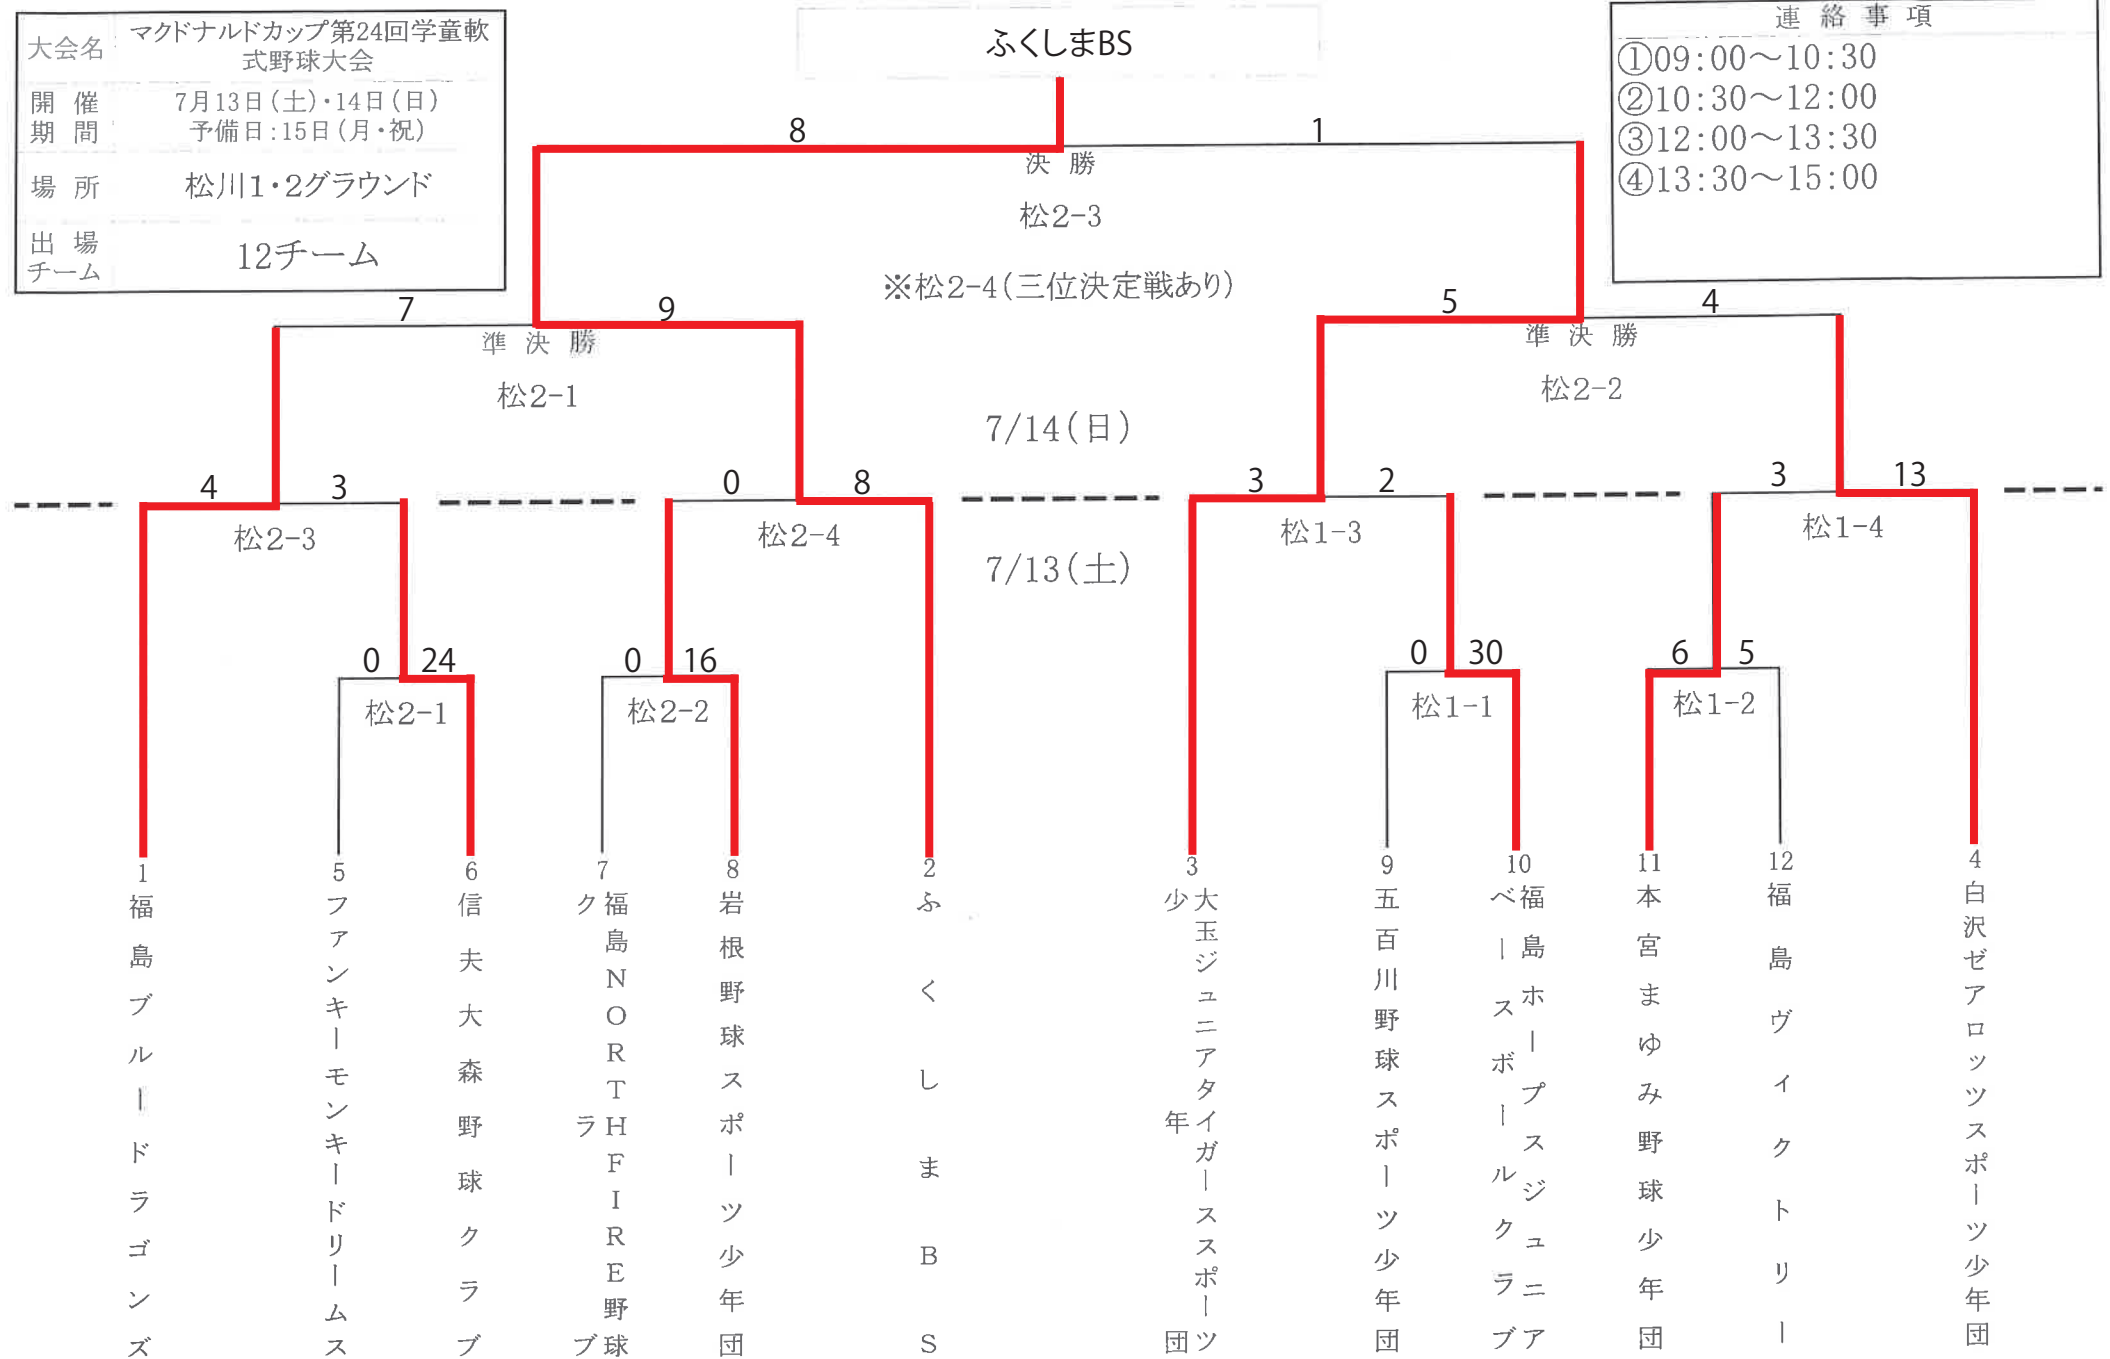 大会名
マクドナルドカップ第24回学童軟
式野球大会
開催
期間
7月13日(土)・14日(日)
予備日:15日(月・祝)
場所
松川1・2グラウンド
出場
チーム
12チーム
ふくしまBS
連絡事項
①09:00～10:30
②10:30～12:00
③12:00～13:30
④13:30～15:00
8
1
決勝
松2-3
※松2-4(三位決定戦あり)
7
9
準決勝
松2-1
5
4
準決勝
松2-2
7/14(日)
4
3
松2-3
0
8
松2-4
3
2
松1-3
3
13
松1-4
7/13(土)
0
24
松2-1
0
16
松2-2
0
30
松1-1
6
5
松1-2
1
福島ブルードラゴンズ
5
ファンキーモンキードリームス
6
信夫大森野球クラブ
7
福島NORTHFIRE野球
クラブ
8
岩根野球スポーツ少年団
2
ふくしまBS
3
大玉ジュニアタイガーススポーツ
少年団
9
五百川野球スポーツ少年団
10
福島ホープスジュニア
ベースボールクラブ
11
本宮まゆみ野球少年団
12
福島ヴィクトリー
4
白沢ゼアロッツスポーツ少年団